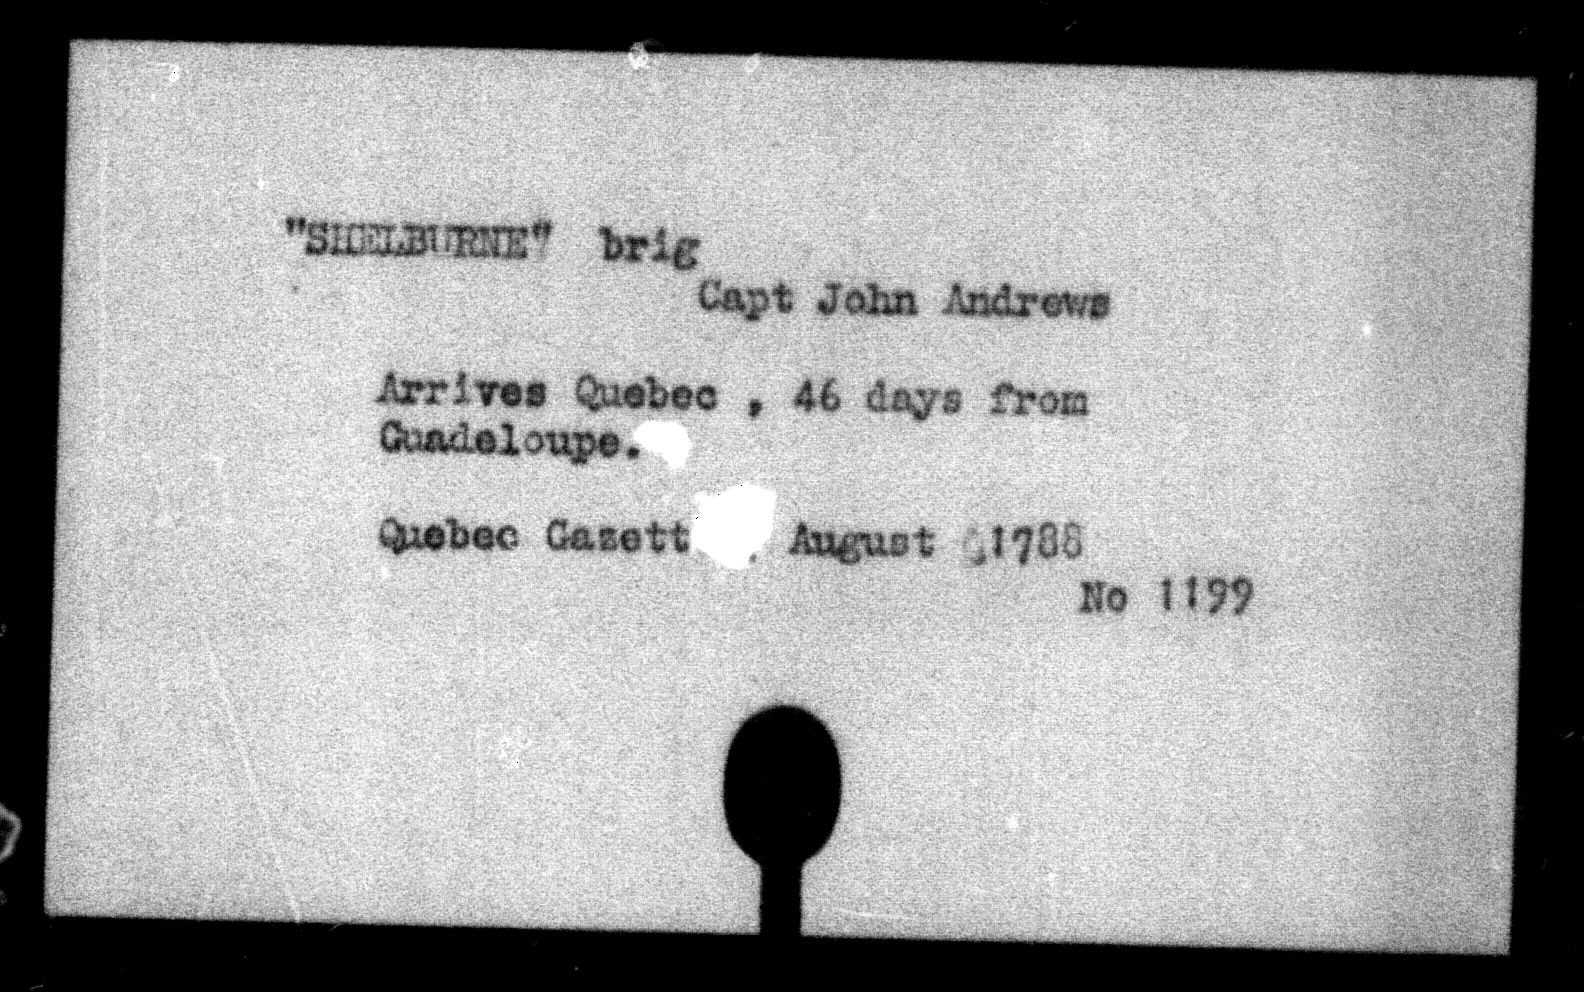 "SHELBURNE" brig
Capt John Andrews
Arrives Quebec , 46 days from
Guadeloupe.
Quebec Gazett , August 1788
No 1199